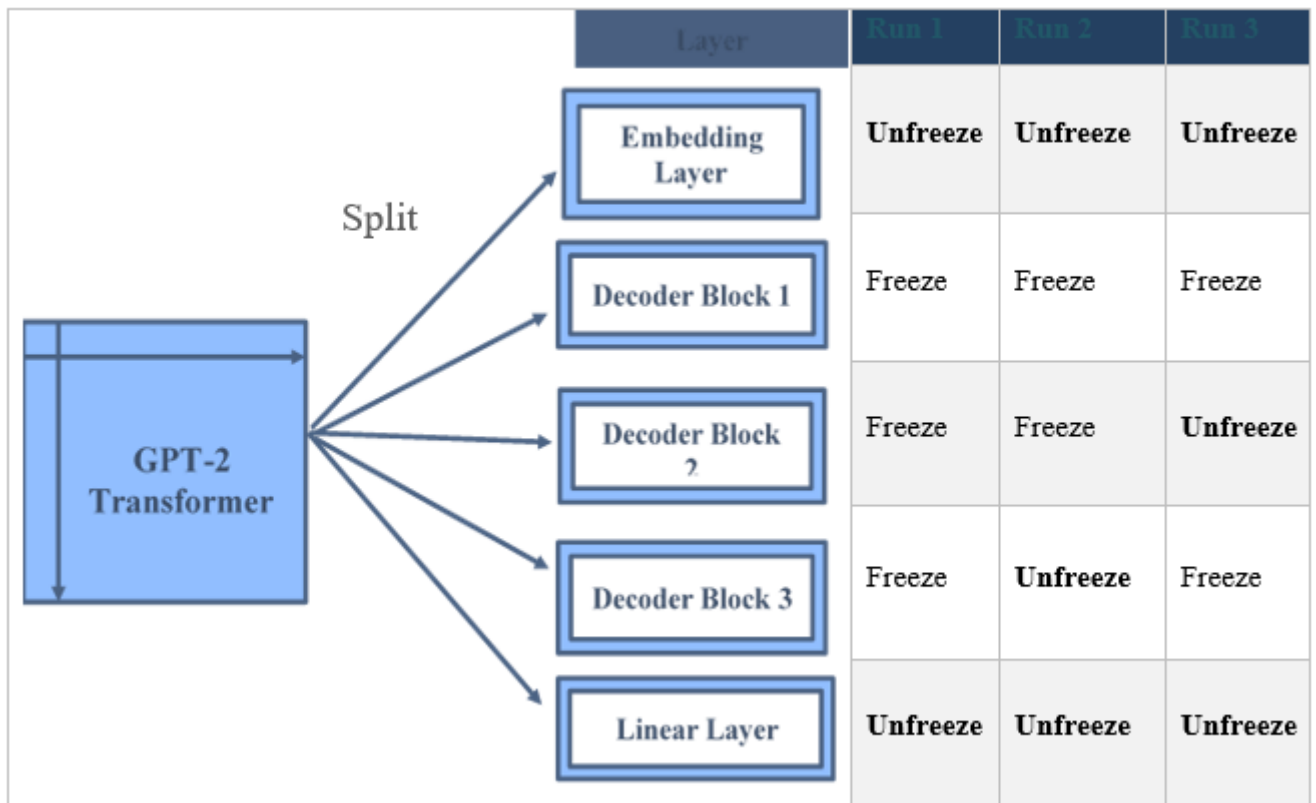 Layer Run 1 Run 2 Run 3
Embedding
Layer
Unfreeze Unfreeze Unfreeze
Split
Decoder Block 1 Freeze Freeze Freeze
Decoder Block
2
Freeze Freeze Unfreeze
GPT-2
Transformer
Decoder Block 3 Freeze Unfreeze Freeze
Linear Layer Unfreeze Unfreeze Unfreeze